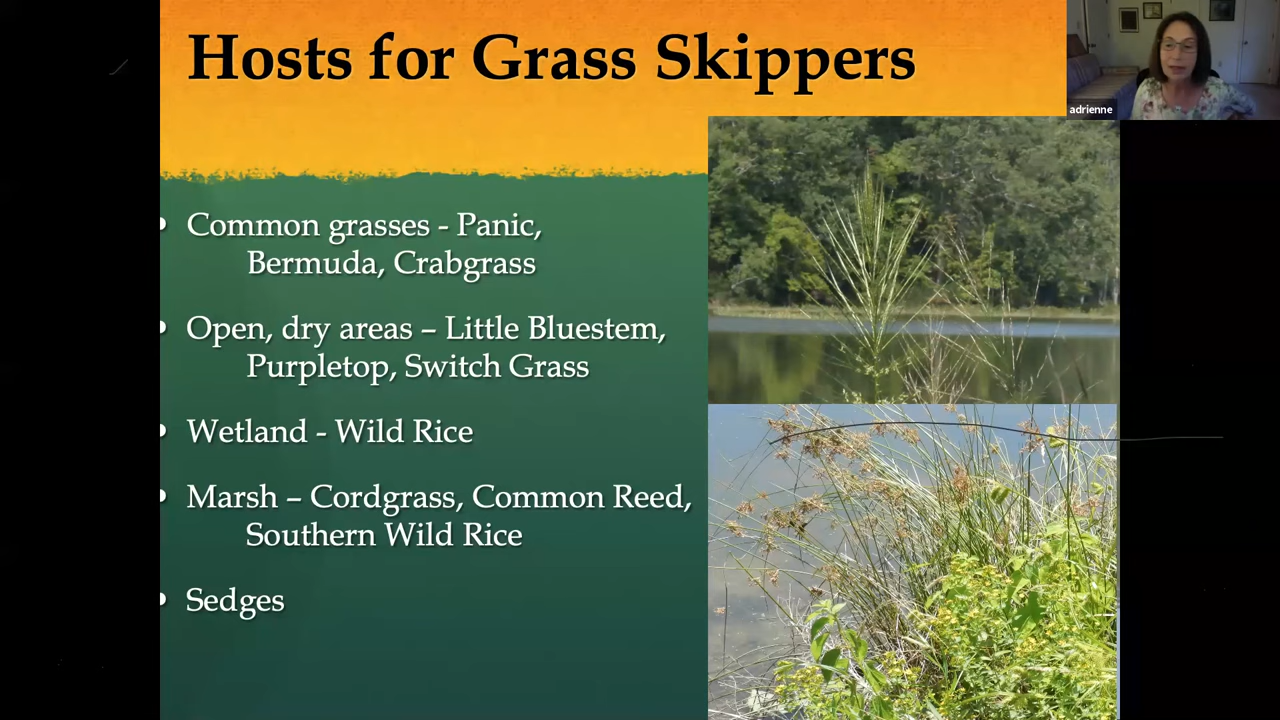 Hosts for Grass Skippers
adrienne
• Common grasses - Panic,
Bermuda, Crabgrass
• Open, dry areas – Little Bluestem,
Purpletop, Switch Grass
• Wetland - Wild Rice
• Marsh – Cordgrass, Common Reed,
Southern Wild Rice
• Sedges